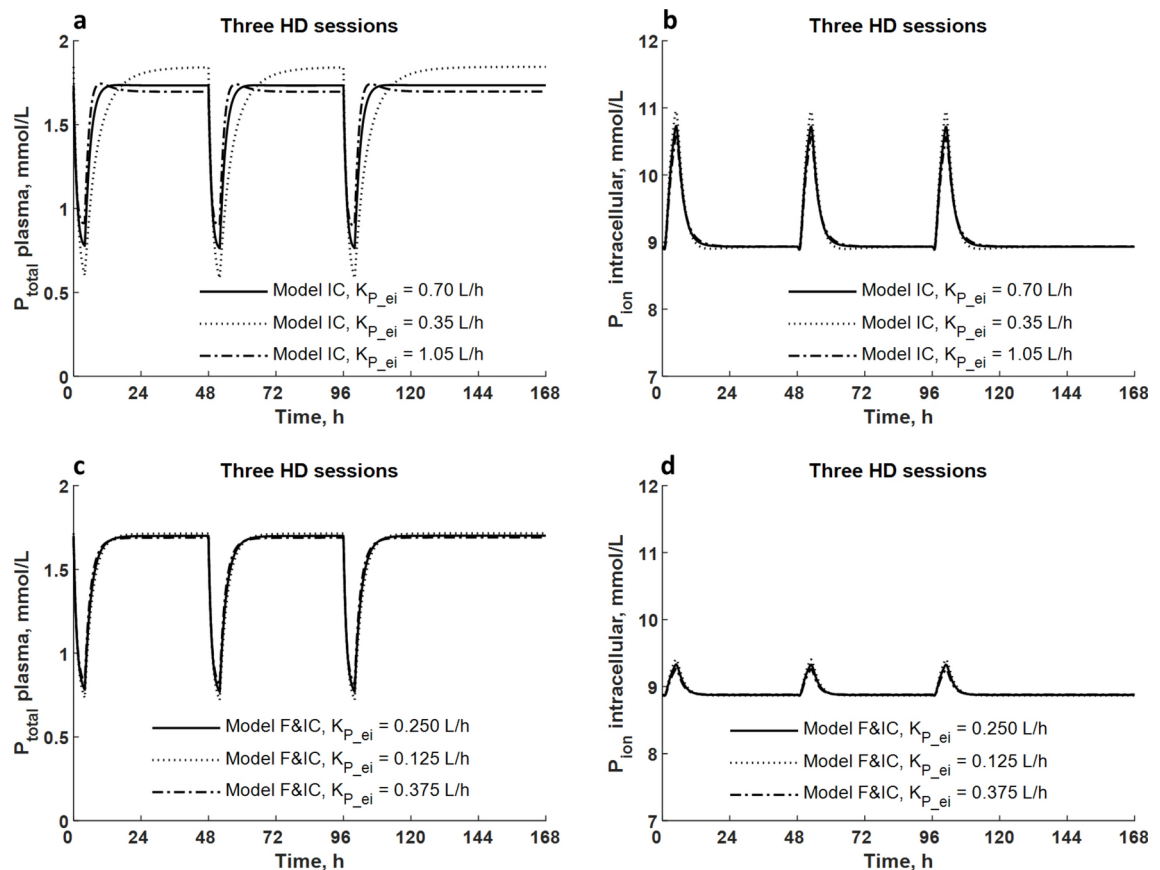 a
Three HD sessions
2
1.5
1
0.5
0
P_total plasma, mmol/L
Model IC, K_P_ei = 0.70 L/h
Model IC, K_P_ei = 0.35 L/h
Model IC, K_P_ei = 1.05 L/h
0 24 48 72 96 120 144 168
Time, h
b
Three HD sessions
12
11
10
9
8
7
P_ion intracellular, mmol/L
Model IC, K_P_ei = 0.70 L/h
Model IC, K_P_ei = 0.35 L/h
Model IC, K_P_ei = 1.05 L/h
0 24 48 72 96 120 144 168
Time, h
c
Three HD sessions
2
1.5
1
0.5
0
P_total plasma, mmol/L
Model F&IC, K_P_ei = 0.250 L/h
Model F&IC, K_P_ei = 0.125 L/h
Model F&IC, K_P_ei = 0.375 L/h
0 24 48 72 96 120 144 168
Time, h
d
Three HD sessions
12
11
10
9
8
7
P_ion intracellular, mmol/L
Model F&IC, K_P_ei = 0.250 L/h
Model F&IC, K_P_ei = 0.125 L/h
Model F&IC, K_P_ei = 0.375 L/h
0 24 48 72 96 120 144 168
Time, h